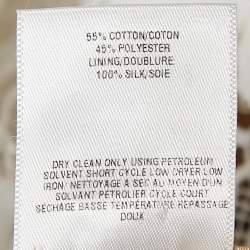 55% COTTON/COTON
45% POLYESTER
LINING/DOUBLURE
100% SILK/SOIE
DRY CLEAN ONLY USING PETROLEUM
SOLVENT SHORT CYCLE LOW DRYER LOW
IRON/ NETTOYAGE A SEC AU MOYEN D'UN
SOLVANT PETROLIER CYCLE COURT
SECHAGE BASSE TEMPÉRATURE REPASSAGE
DOUX